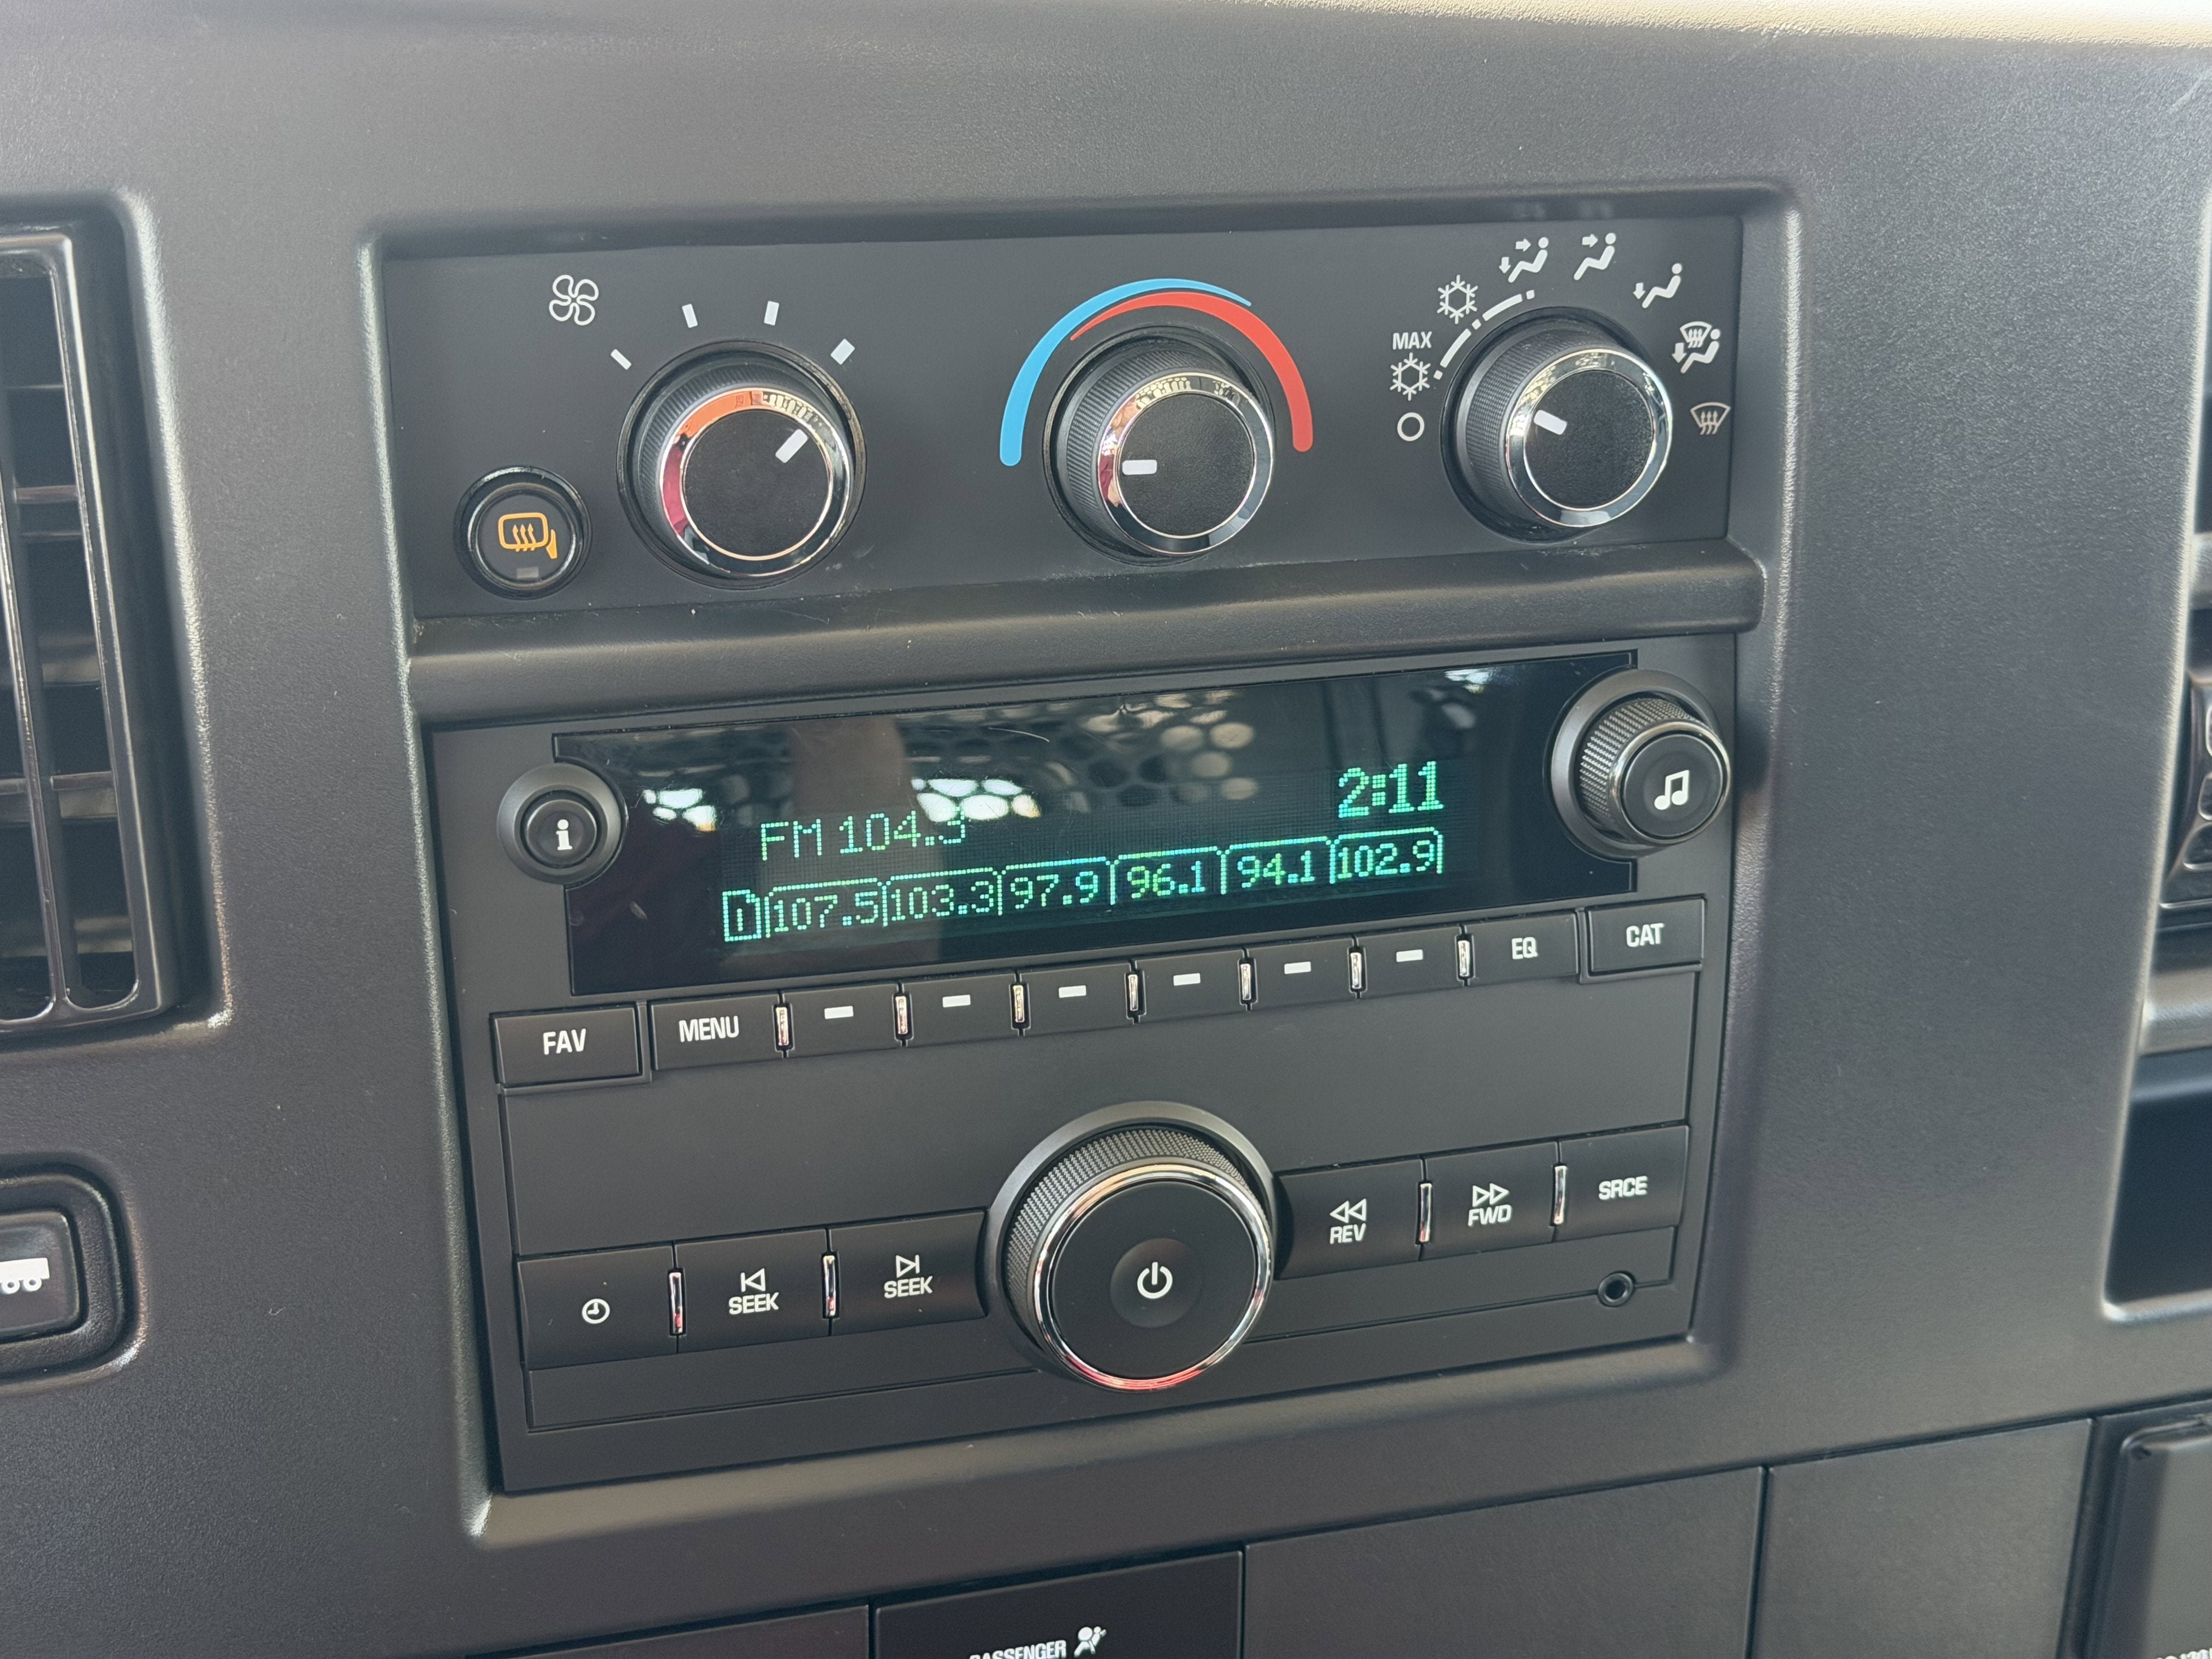 MAX
2:11
FM 104.3
1 107.5 103.3 97.9 96.1 94.1 102.9
i
FAV MENU EQ CAT
SEEK SEEK REV FWD SRCE
PASSENGER